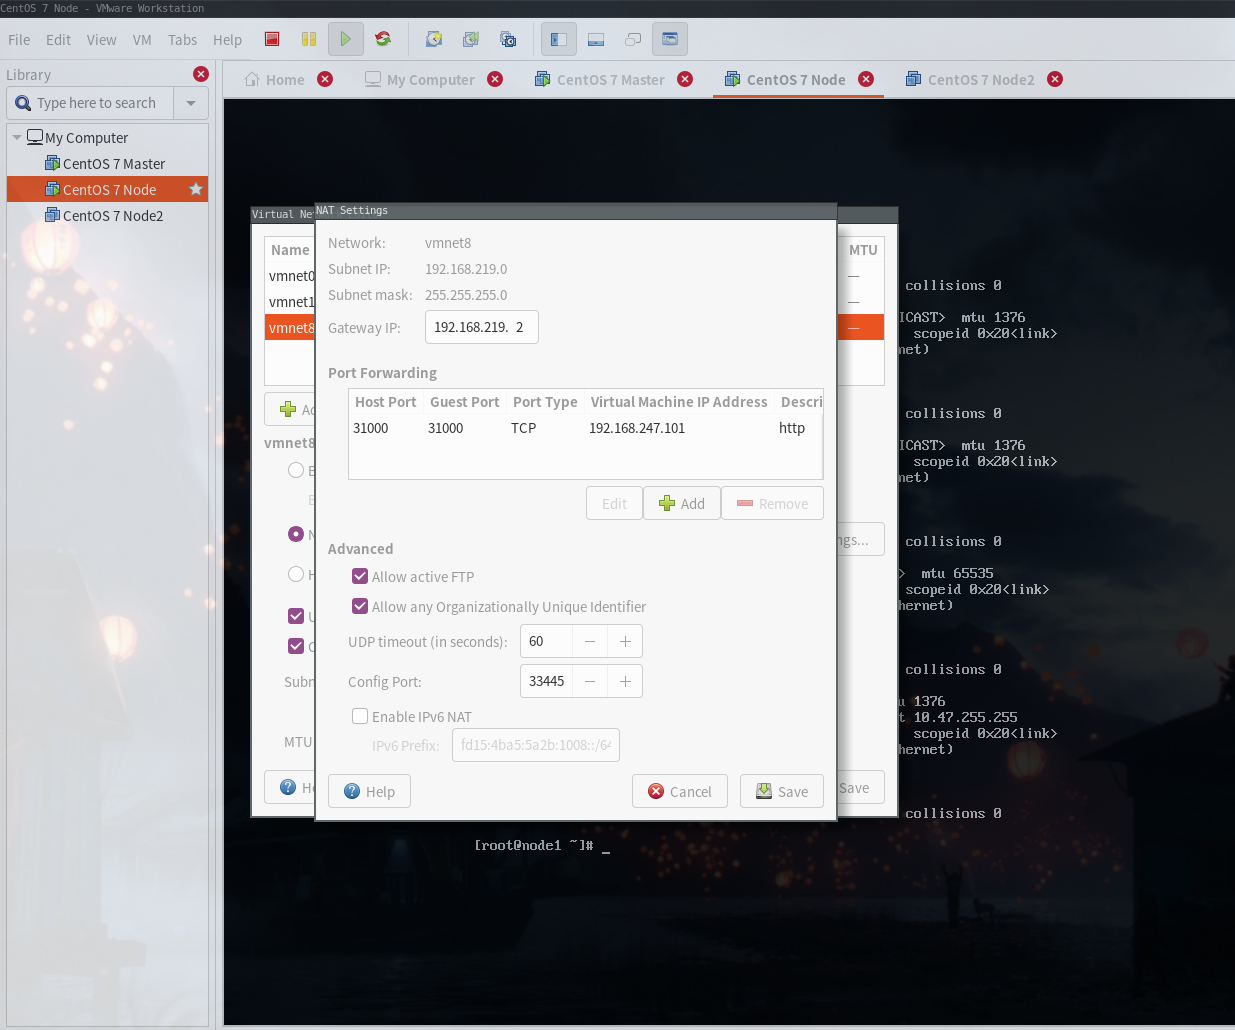 CentOS 7 Node - VMware Workstation
File Edit View VM Tabs Help
Library
Type here to search
My Computer
CentOS 7 Master
CentOS 7 Node
CentOS 7 Node2
Home
My Computer
CentOS 7 Master
CentOS 7 Node
CentOS 7 Node2
Virtual Ne
Name
MTU
vmnet0
—
vmnet1
—
vmnet8
—
vmnet8
Subn
MTU
ngs...
Save
NAT Settings
Network: vmnet8
Subnet IP: 192.168.219.0
Subnet mask: 255.255.255.0
Gateway IP: 192.168.219. 2
Port Forwarding
Host Port Guest Port Port Type Virtual Machine IP Address Descri
31000 31000 TCP 192.168.247.101 http
Edit Add Remove
Advanced
Allow active FTP
Allow any Organizationally Unique Identifier
UDP timeout (in seconds): 60 − +
Config Port: 33445 − +
Enable IPv6 NAT
IPv6 Prefix: fd15:4ba5:5a2b:1008::/64
Help Cancel Save
collisions 0
ICAST> mtu 1376
scopeid 0x20<link>
net)
collisions 0
ICAST> mtu 1376
scopeid 0x20<link>
net)
collisions 0
> mtu 65535
scopeid 0x20<link>
hernet)
collisions 0
u 1376
t 10.47.255.255
scopeid 0x20<link>
hernet)
collisions 0
[root@node1 ~]# _